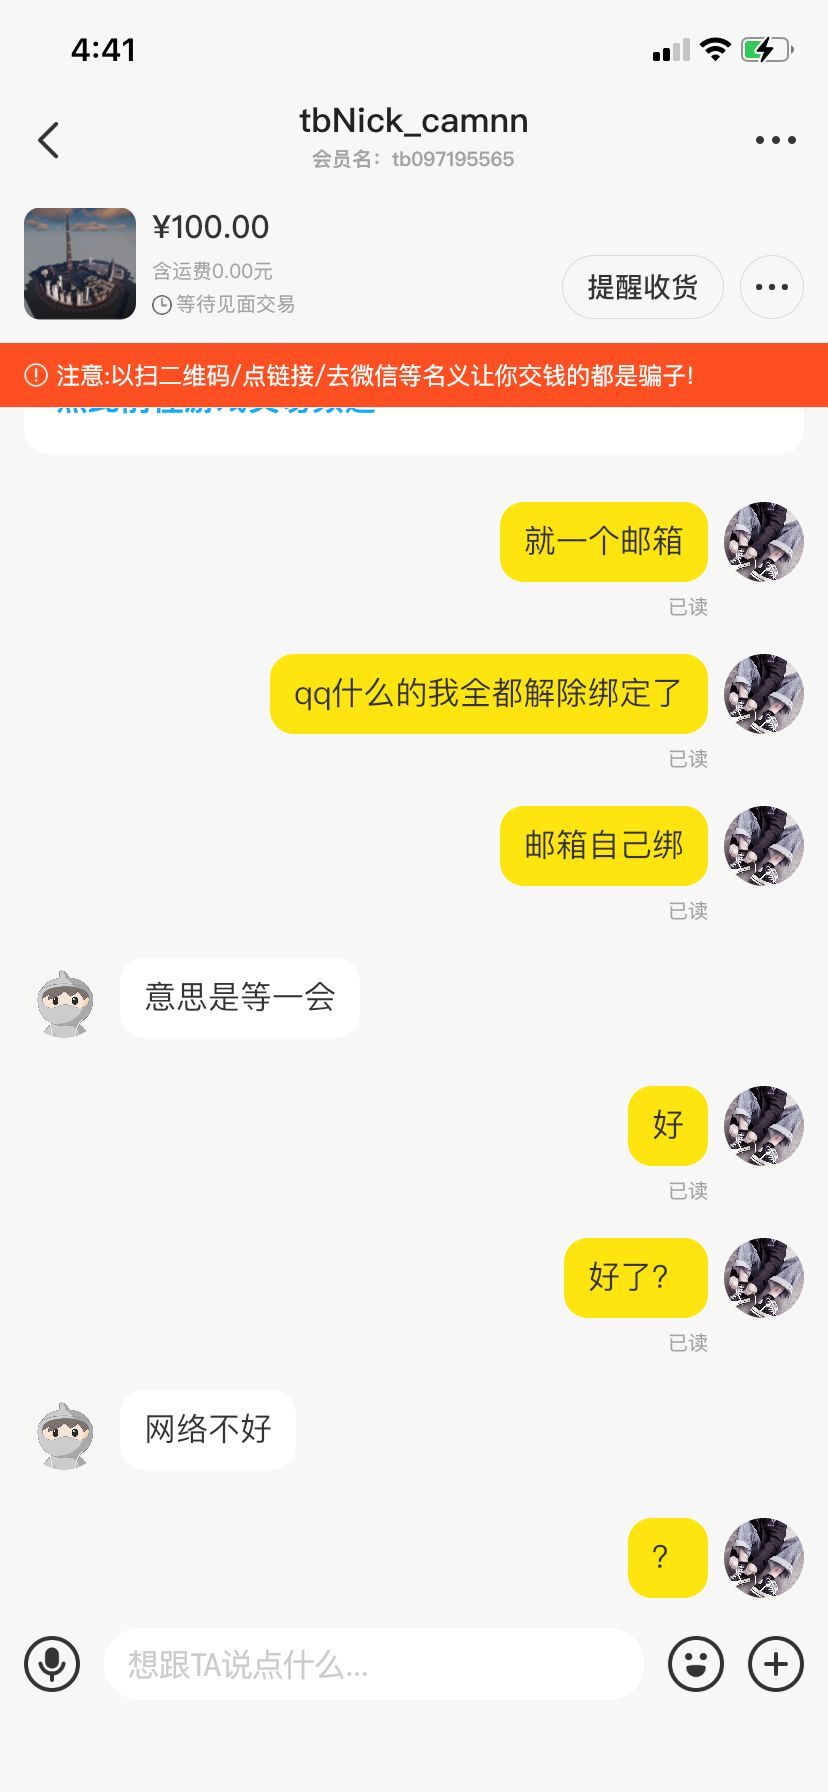 4:41
tbNick_camnn
会员名：tb097195565
¥100.00
含运费0.00元
等待见面交易
提醒收货
注意:以扫二维码/点链接/去微信等名义让你交钱的都是骗子!
就一个邮箱
已读
qq什么的我全都解除绑定了
已读
邮箱自己绑
已读
意思是等一会
好
已读
好了？
已读
网络不好
？
想跟TA说点什么...